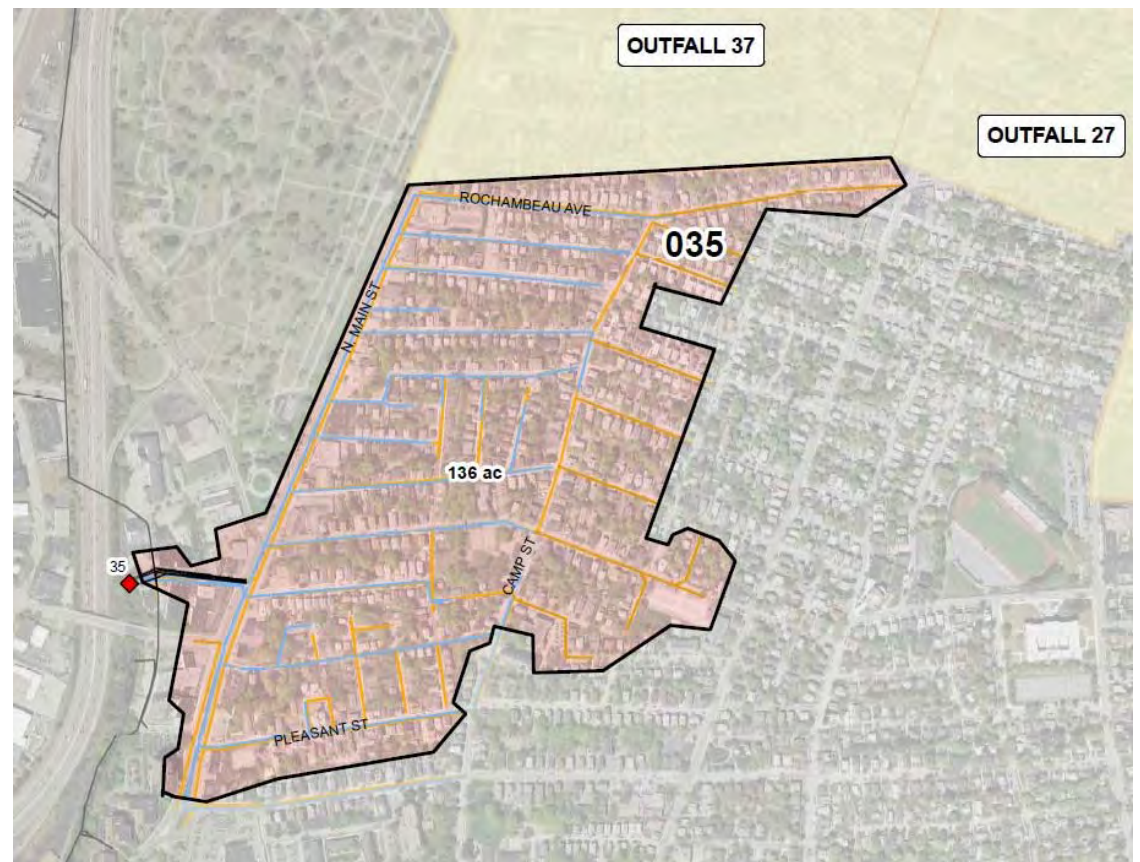 OUTFALL 37
OUTFALL 27
ROCHAMBEAU AVE
035
N. MAIN ST
136 ac
35
CAMP ST
PLEASANT ST